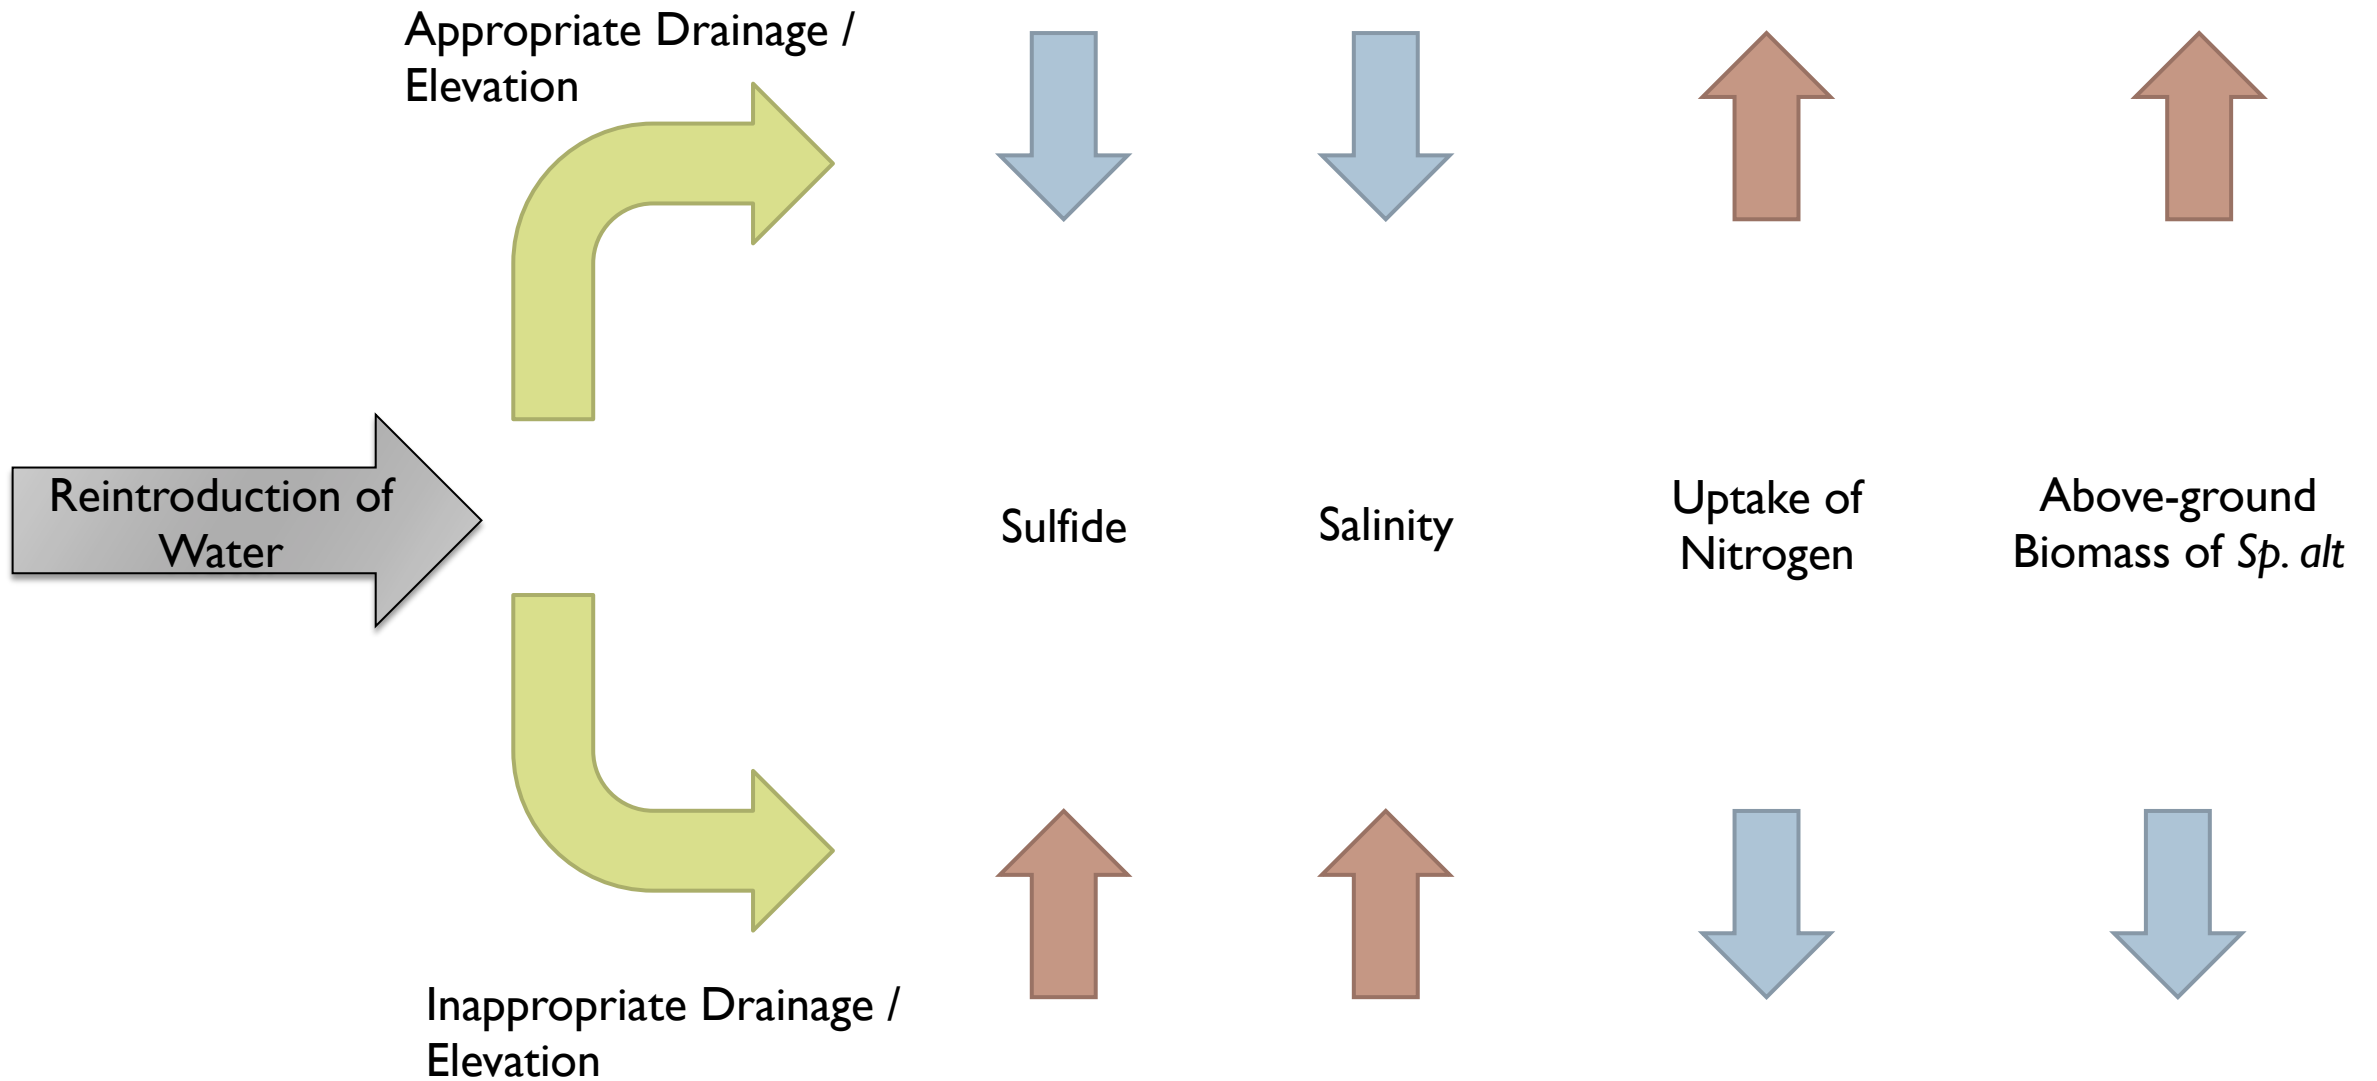 Appropriate Drainage /
Elevation
Reintroduction of
Water
Sulfide
Salinity
Uptake of
Nitrogen
Above-ground
Biomass of Sp. alt
Inappropriate Drainage /
Elevation